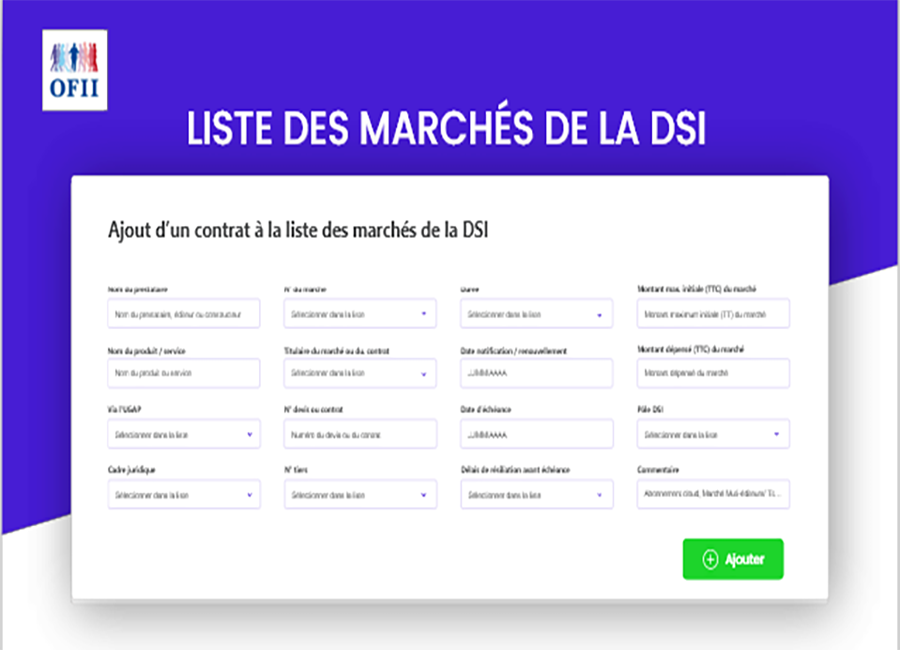 OFII
LISTE DES MARCHÉS DE LA DSI
Ajout d'un contrat à la liste des marchés de la DSI
Nom du prestataire
N° du marché
Durée
Montant max. initiale (TTC) du marché
Nom du prestataire, éditeur ou constructeur
Sélectionner dans la liste
Sélectionner dans la liste
Montant maximum initiale (TT) du marché
Nom du produit / service
Titulaire du marché ou du. contrat
Date notification / renouvellement
Montant dépensé (TTC) du marché
Nom du produit ou service
Sélectionner dans la liste
JJ/MM/AAAA
Montant dépensé du marché
Via l'UGAP
N° devis ou contrat
Date d'échéance
Pôle DSI
Sélectionner dans la liste
Numéro du devis ou du contrat
JJ/MM/AAAA
Sélectionner dans la liste
Cadre juridique
N° tiers
Délais de résiliation avant échéance
Commentaire
Sélectionner dans la liste
Sélectionner dans la liste
Sélectionner dans la liste
Abonnement cloud, Marché Muti-éditeurs/
Ajouter